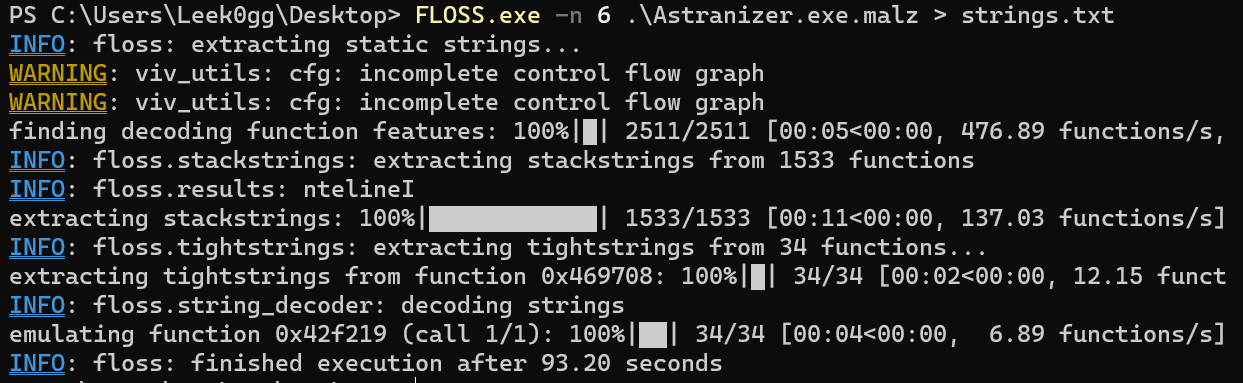 PS C:\Users\Leek0gg\Desktop> FLOSS.exe -n 6 .\Astranizer.exe.malz > strings.txt
INFO: floss: extracting static strings...
WARNING: viv_utils: cfg: incomplete control flow graph
WARNING: viv_utils: cfg: incomplete control flow graph
finding decoding function features: 100%|█| 2511/2511 [00:05<00:00, 476.89 functions/s,
INFO: floss.stackstrings: extracting stackstrings from 1533 functions
INFO: floss.results: ntelineI
extracting stackstrings: 100%|████████████| 1533/1533 [00:11<00:00, 137.03 functions/s]
INFO: floss.tightstrings: extracting tightstrings from 34 functions...
extracting tightstrings from function 0x469708: 100%|█| 34/34 [00:02<00:00, 12.15 funct
INFO: floss.string_decoder: decoding strings
emulating function 0x42f219 (call 1/1): 100%|██| 34/34 [00:04<00:00,  6.89 functions/s]
INFO: floss: finished execution after 93.20 seconds